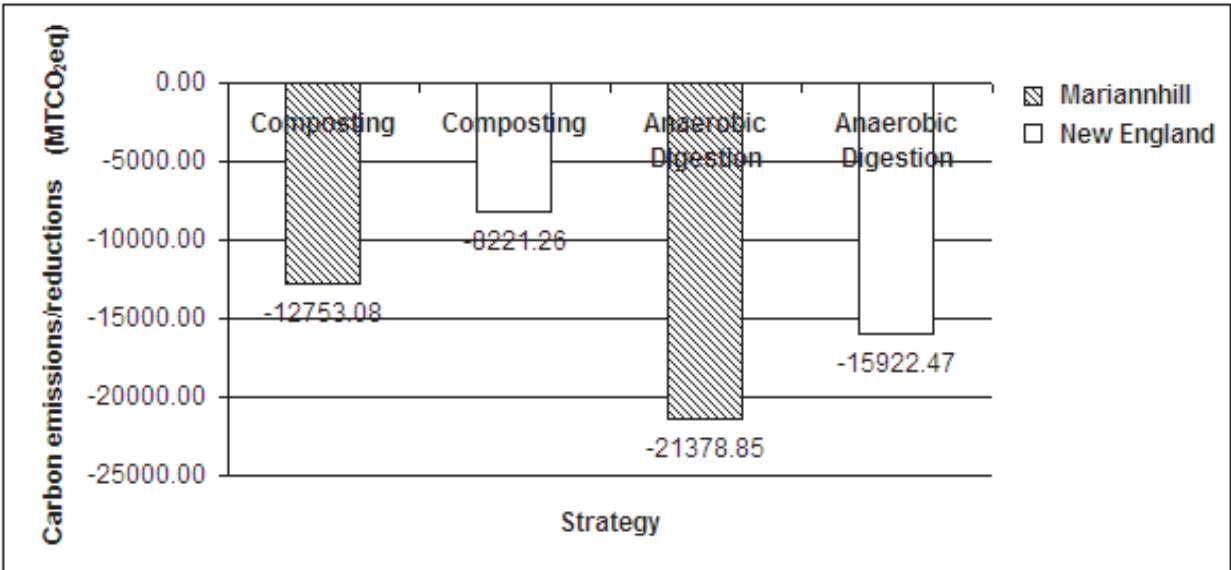 Carbon emissions/reductions (MTCO₂eq)
0.00
-5000.00
-10000.00
-15000.00
-20000.00
-25000.00
Composting
Composting
Anaerobic
Digestion
Anaerobic
Digestion
-12753.08
-8221.26
-21378.85
-15922.47
Strategy
Mariannhill
New England